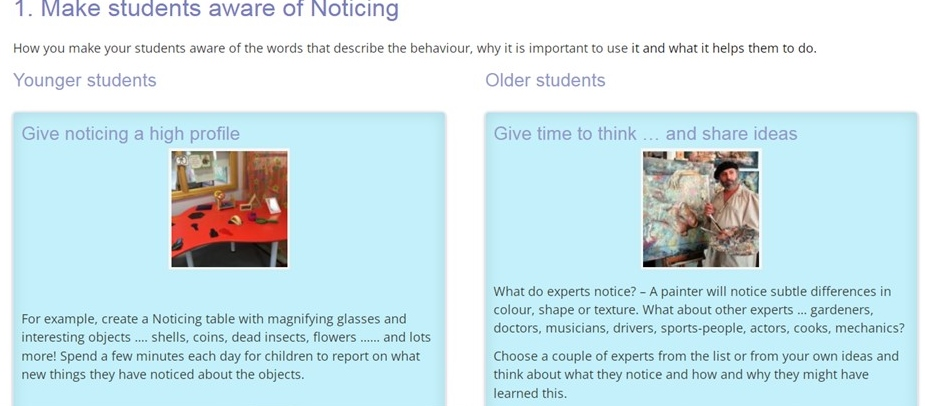 1. Make students aware of Noticing
How you make your students aware of the words that describe the behaviour, why it is important to use it and what it helps them to do.
Younger students
Give noticing a high profile
For example, create a Noticing table with magnifying glasses and
interesting objects .... shells, coins, dead insects, flowers ...... and lots
more! Spend a few minutes each day for children to report on what
new things they have noticed about the objects.
Older students
Give time to think … and share ideas
What do experts notice? – A painter will notice subtle differences in
colour, shape or texture. What about other experts ... gardeners,
doctors, musicians, drivers, sports-people, actors, cooks, mechanics?
Choose a couple of experts from the list or from your own ideas and
think about what they notice and how and why they might have
learned this.